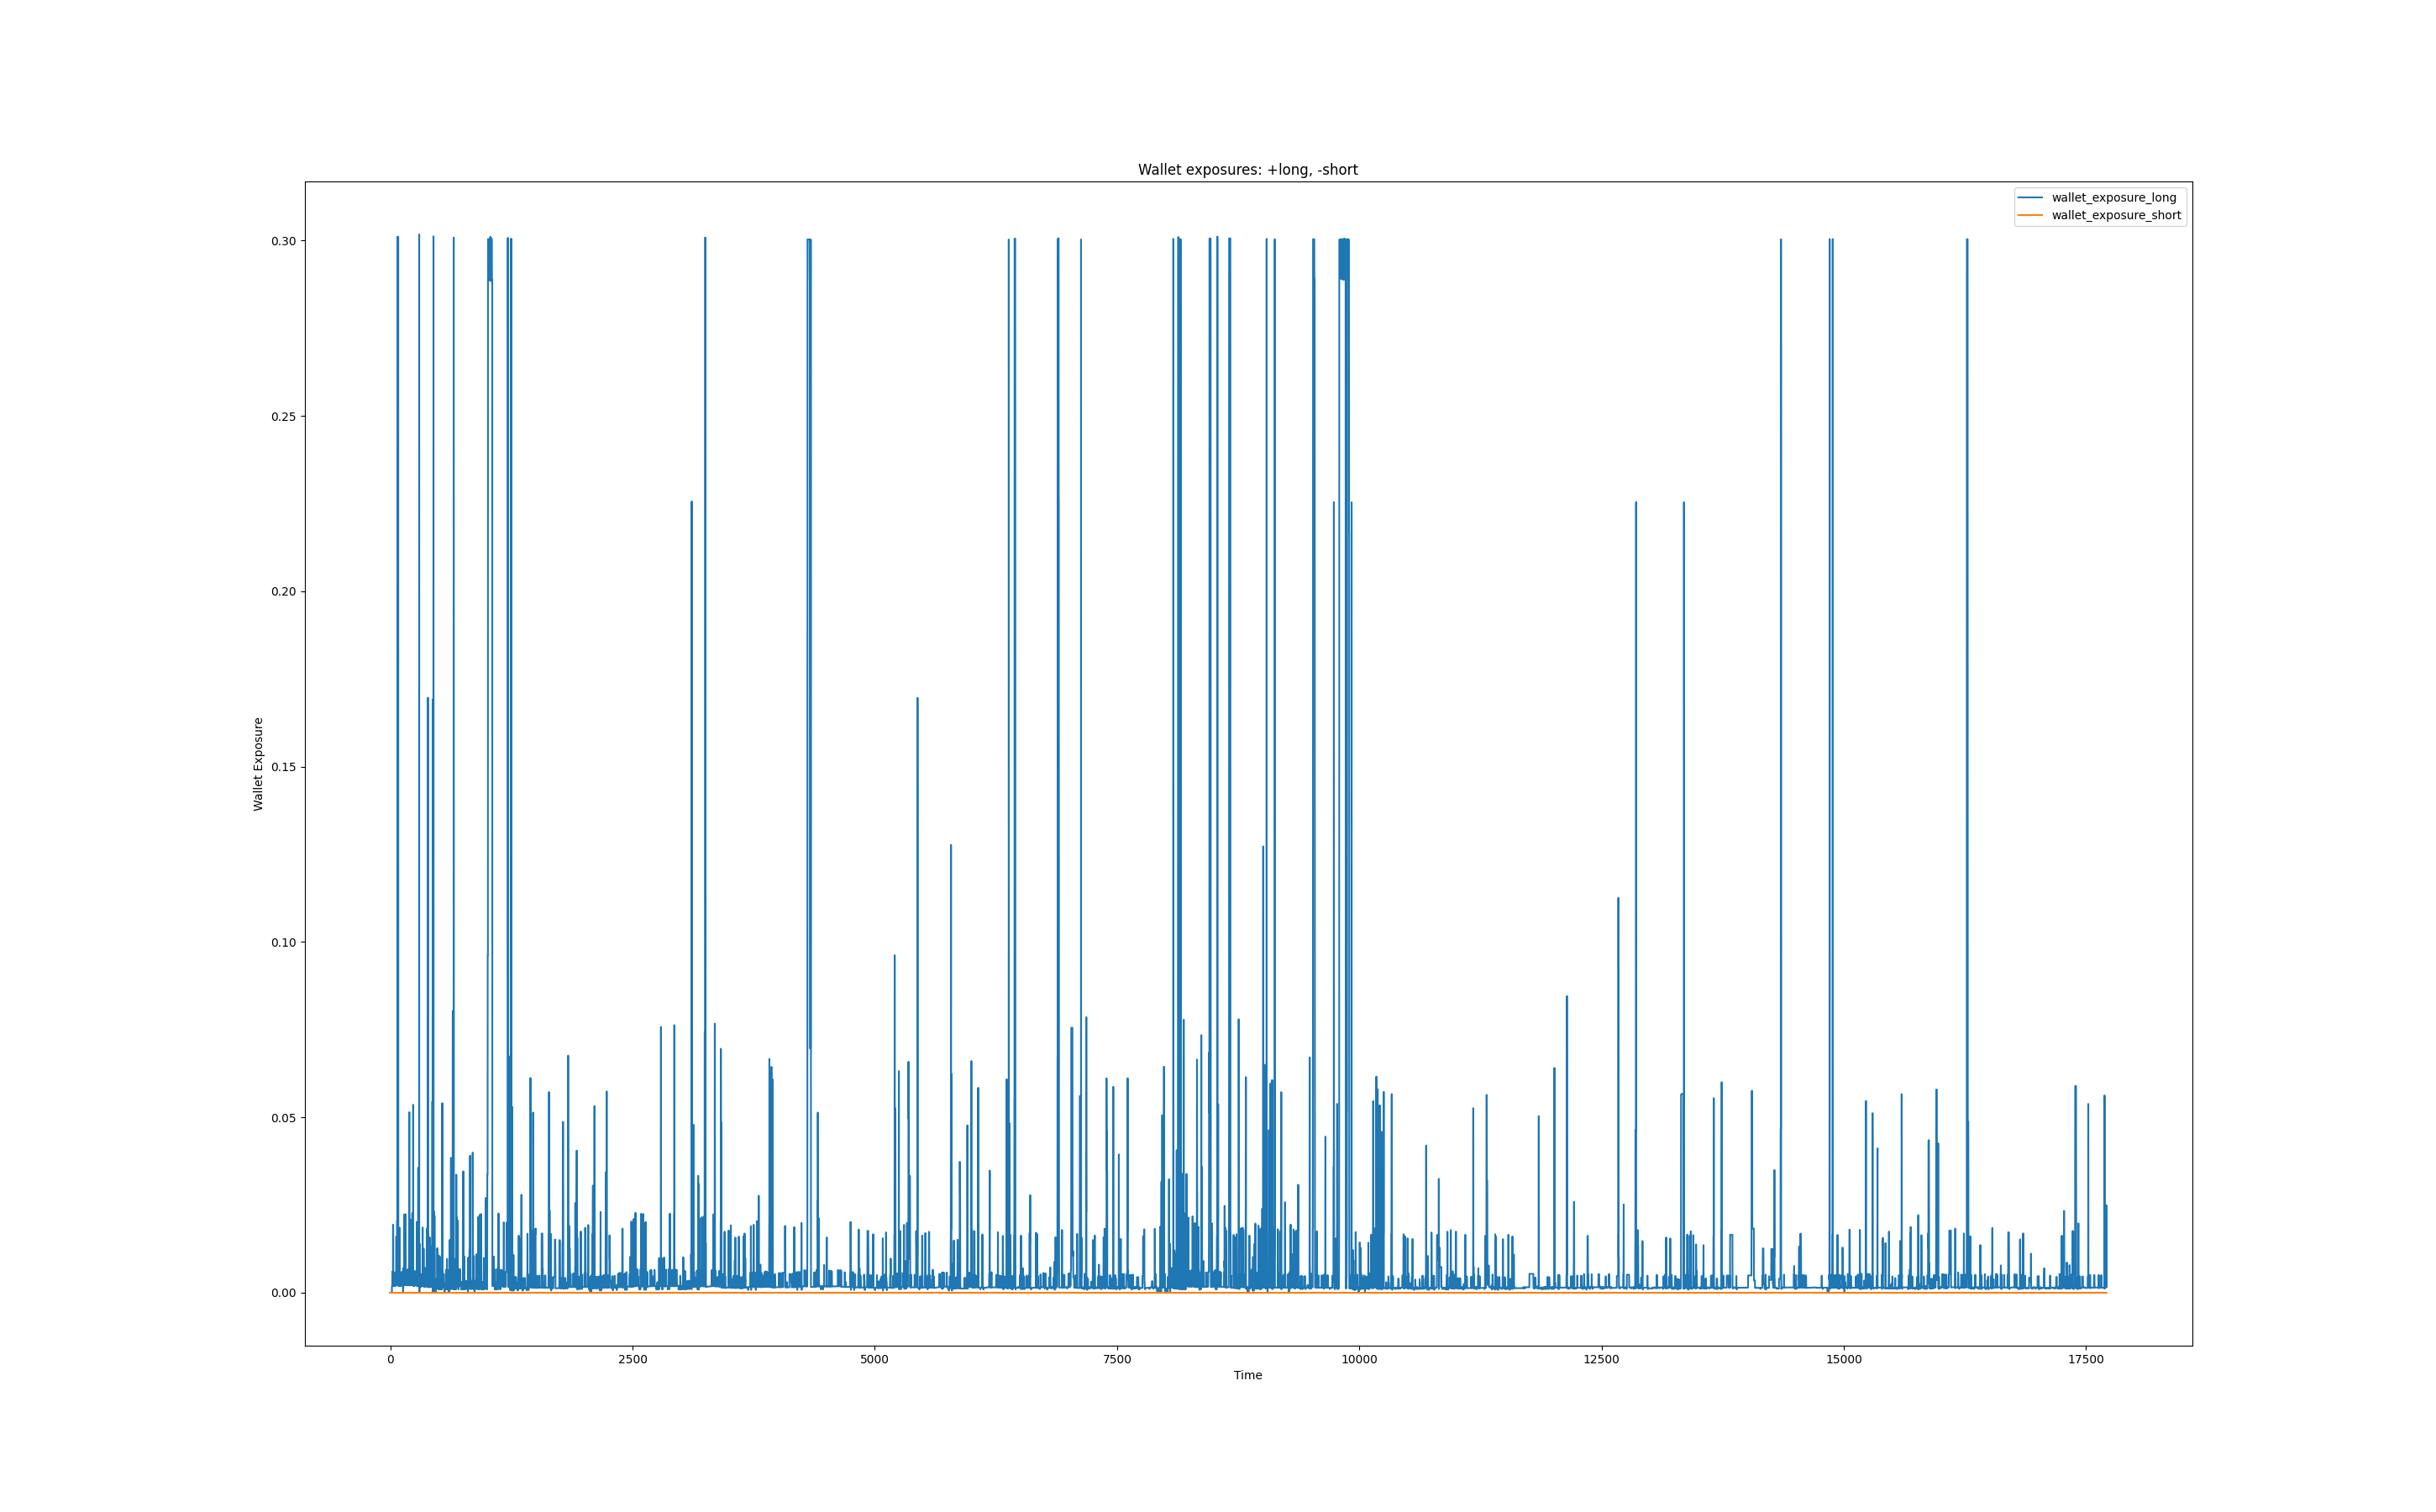 Wallet exposures: +long, -short
wallet_exposure_long
wallet_exposure_short
0.30
0.25
0.20
0.15
0.10
0.05
0.00
Wallet Exposure
0 2500 5000 7500 10000 12500 15000 17500
Time